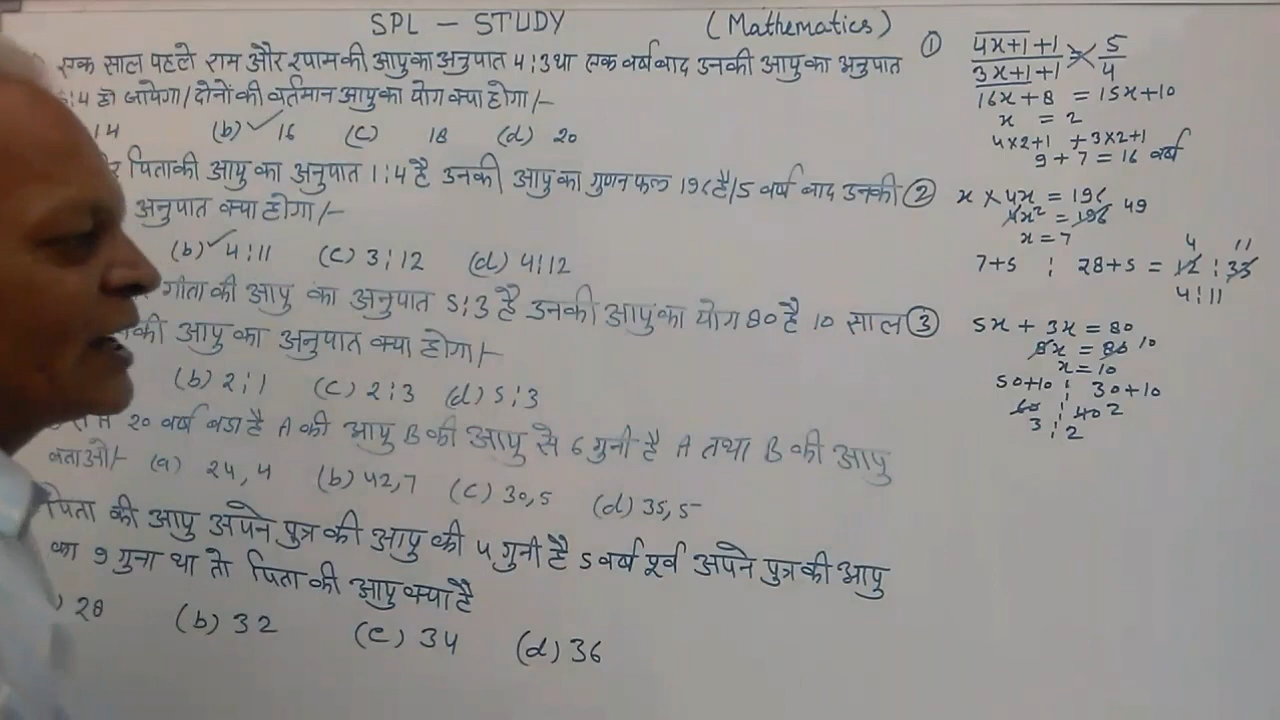 SPL - STUDY (Mathematics)
एक साल पहले राम और श्याम की आयु का अनुपात 4:3 था एक वर्ष बाद उनकी आयु का अनुपात
:4 हो जायेगा/दोनों की वर्तमान आयु का योग क्या होगा/-
14 (b) ✓ 16 (c) 18 (d) 20
पिता की आयु का अनुपात 1:4 है उनकी आयु का गुणनफल 196 है/5 वर्ष बाद उनकी
अनुपात क्या होगा/-
(b) ✓ 4:11 (c) 3:12 (d) 4:12
गीता की आयु का अनुपात 5:3 है उनकी आयु का योग 80 है 10 साल
की आयु का अनुपात क्या होगा/-
(b) 2:1 (c) 2:3 (d) 5:3
20 वर्ष बडा है A की आयु B की आयु से 6 गुनी है A तथा B की आयु
बताओ/- (a) 24,4 (b) 42,7 (c) 30,5 (d) 35,5
पिता की आयु अपने पुत्र की आयु की 4 गुनी है 5 वर्ष पूर्व अपने पुत्र की आयु
का 9 गुना था तो पिता की आयु क्या है
) 28 (b) 32 (c) 34 (d) 36
① 4x+1+1 5
3x+1+1 4
16x+8 = 15x+10
x = 2
4×2+1 +3×2+1
9+7 = 16 वर्ष
② x × 4x = 196
4x² = 196 49
x = 7
4 11
7+5 : 28+5 = 12 : 33
4:11
③ 5x + 3x = 80
8x = 80 10
x = 10
50+10 : 30+10
60 : 40 2
3 : 2